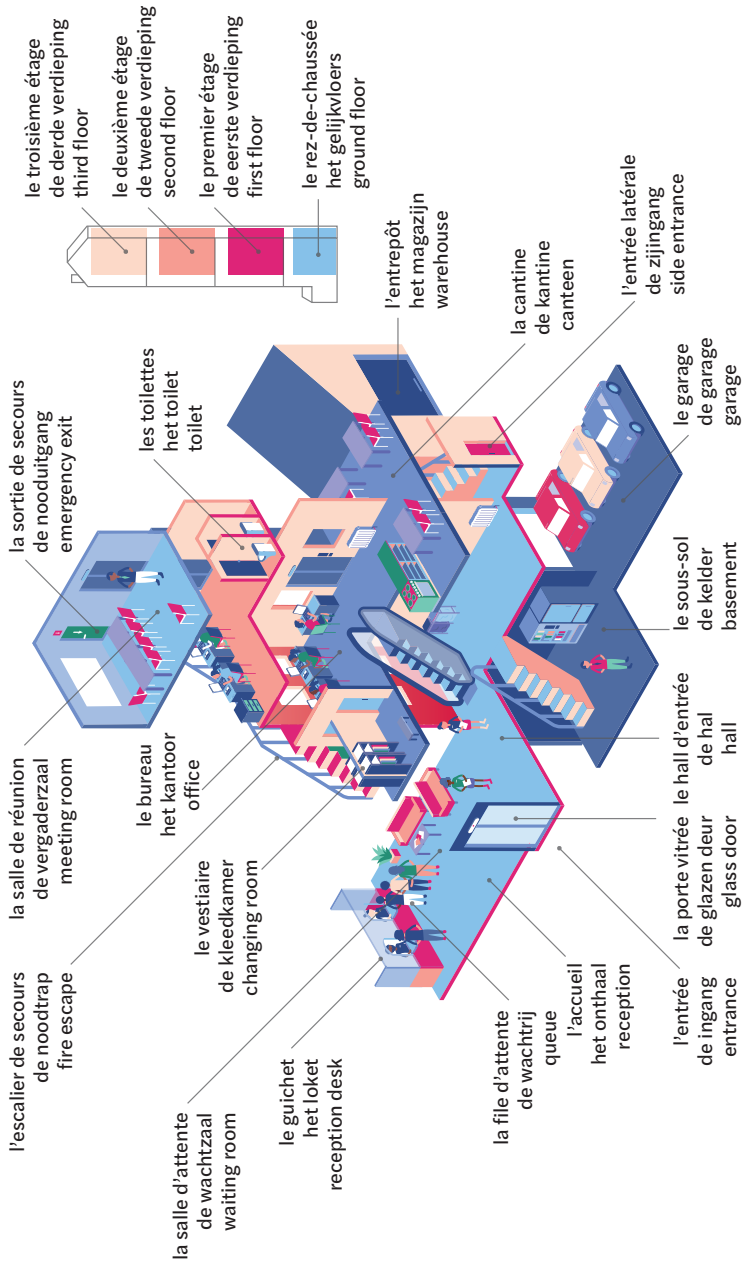 l'escalier de secours
de noodtrap
fire escape
la salle de réunion
de vergaderzaal
meeting room
la sortie de secours
de nooduitgang
emergency exit
le troisième étage
de derde verdieping
third floor
le deuxième étage
de tweede verdieping
second floor
le premier étage
de eerste verdieping
first floor
le rez-de-chaussée
het gelijkvloers
ground floor
les toilettes
het toilet
toilet
le bureau
het kantoor
office
le vestiaire
de kleedkamer
changing room
la salle d'attente
de wachtzaal
waiting room
le guichet
het loket
reception desk
l'entrepôt
het magazijn
warehouse
la cantine
de kantine
canteen
l'entrée latérale
de zijingang
side entrance
la file d'attente
de wachtrij
queue
l'accueil
het onthaal
reception
l'entrée
de ingang
entrance
la porte vitrée
de glazen deur
glass door
le hall d'entrée
de hal
hall
le sous-sol
de kelder
basement
le garage
de garage
garage